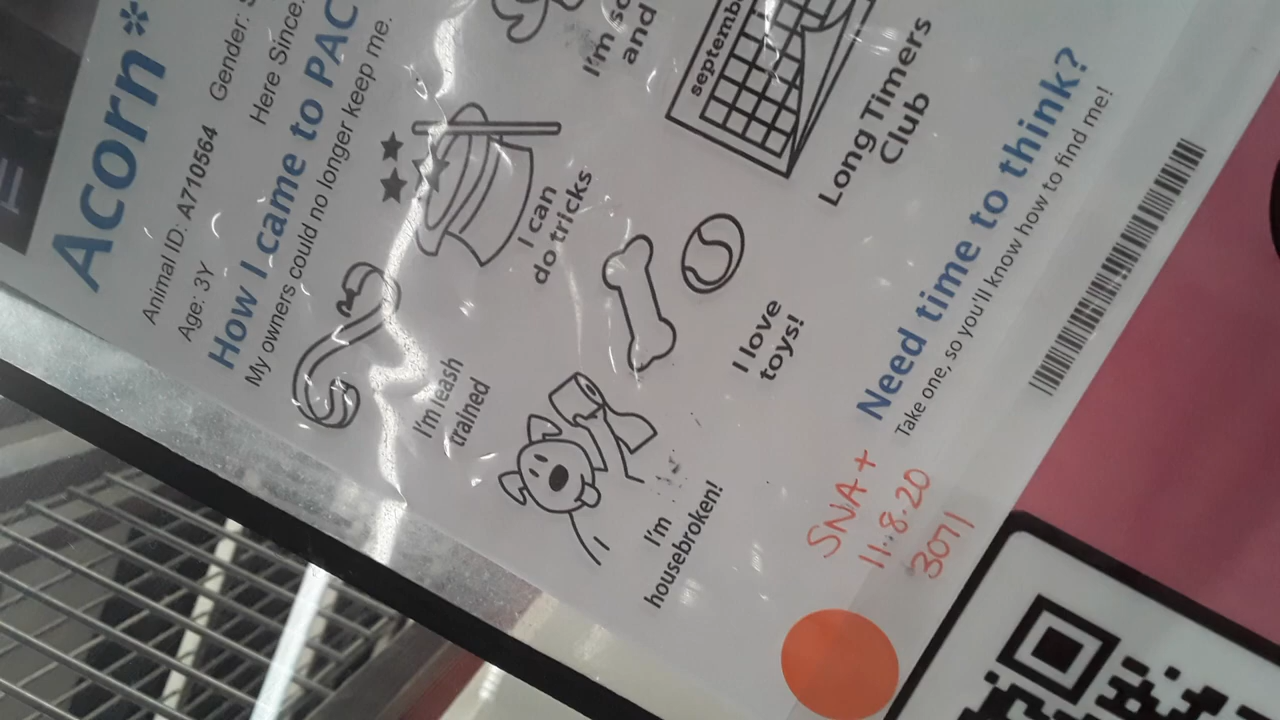 Acorn*
Animal ID: A710564 Gender:
Age: 3Y Here Since:
How I came to PAC
My owners could no longer keep me.
I'm leash
trained
I can
do tricks
I'm so
and
I'm
housebroken!
I love
toys!
septemb
Long Timers
Club
SNA+
11.8.20
3071
Need time to think?
Take one, so you'll know how to find me!